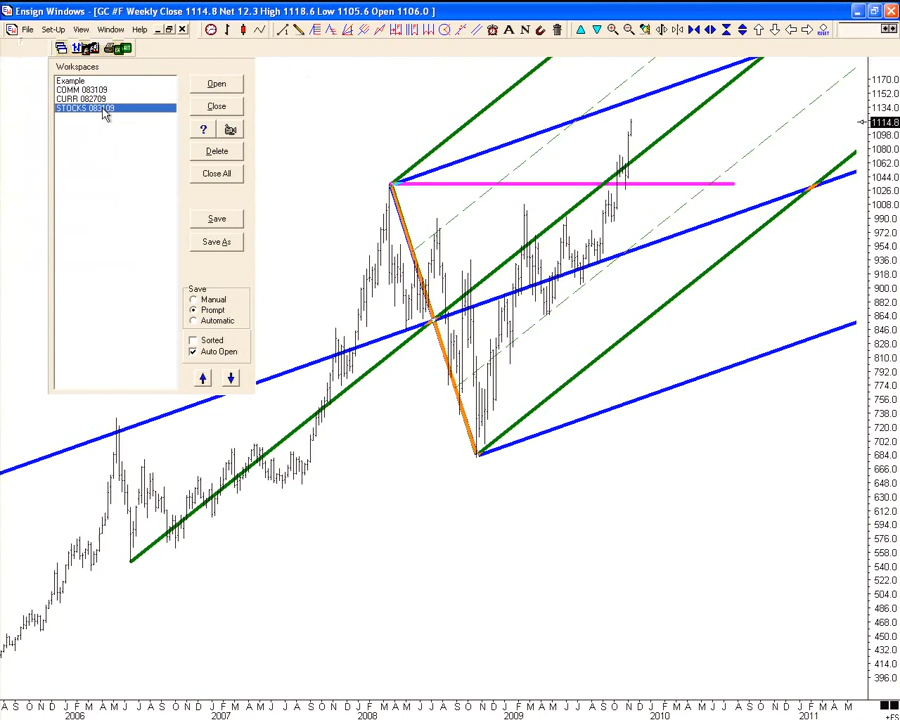 Ensign Windows - [GC #F Weekly Close 1114.8 Net 12.3 High 1118.6 Low 1105.6 Open 1106.0 ]
File Set-Up View Window Help
Workspaces
Example
COMM 083109
CURR 082709
STOCKS 083109
Open
Close
?
Delete
Close All
Save
Save As
Save:
Manual
Prompt
Automatic
Sorted
Auto Open
1170.0
1152.0
1134.0
1114.8
1098.0
1080.0
1062.0
1044.0
1026.0
1008.0
990.0
972.0
954.0
936.0
918.0
900.0
882.0
864.0
846.0
828.0
810.0
792.0
774.0
756.0
738.0
720.0
702.0
684.0
666.0
648.0
630.0
612.0
594.0
576.0
558.0
540.0
522.0
504.0
486.0
468.0
450.0
432.0
414.0
396.0
A S O N D J F M A M J J A S O N D J F M A M J J A S O N D J F M A M J J A S O N D J F M A M J J A S O N D J F M A M J J A S O N D J F M A M
2006 2007 2008 2009 2010 2011
+FS